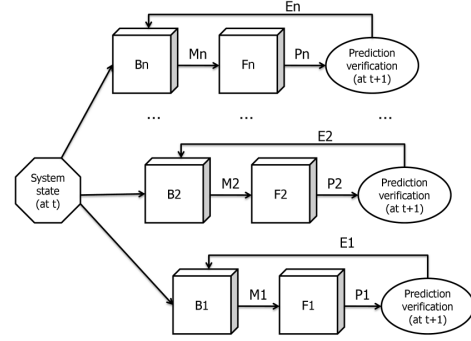 En
Bn
Mn
Fn
Pn
Prediction
verification
(at t+1)
...
...
...
E2
System
state
(at t)
B2
M2
F2
P2
Prediction
verification
(at t+1)
E1
B1
M1
F1
P1
Prediction
verification
(at t+1)